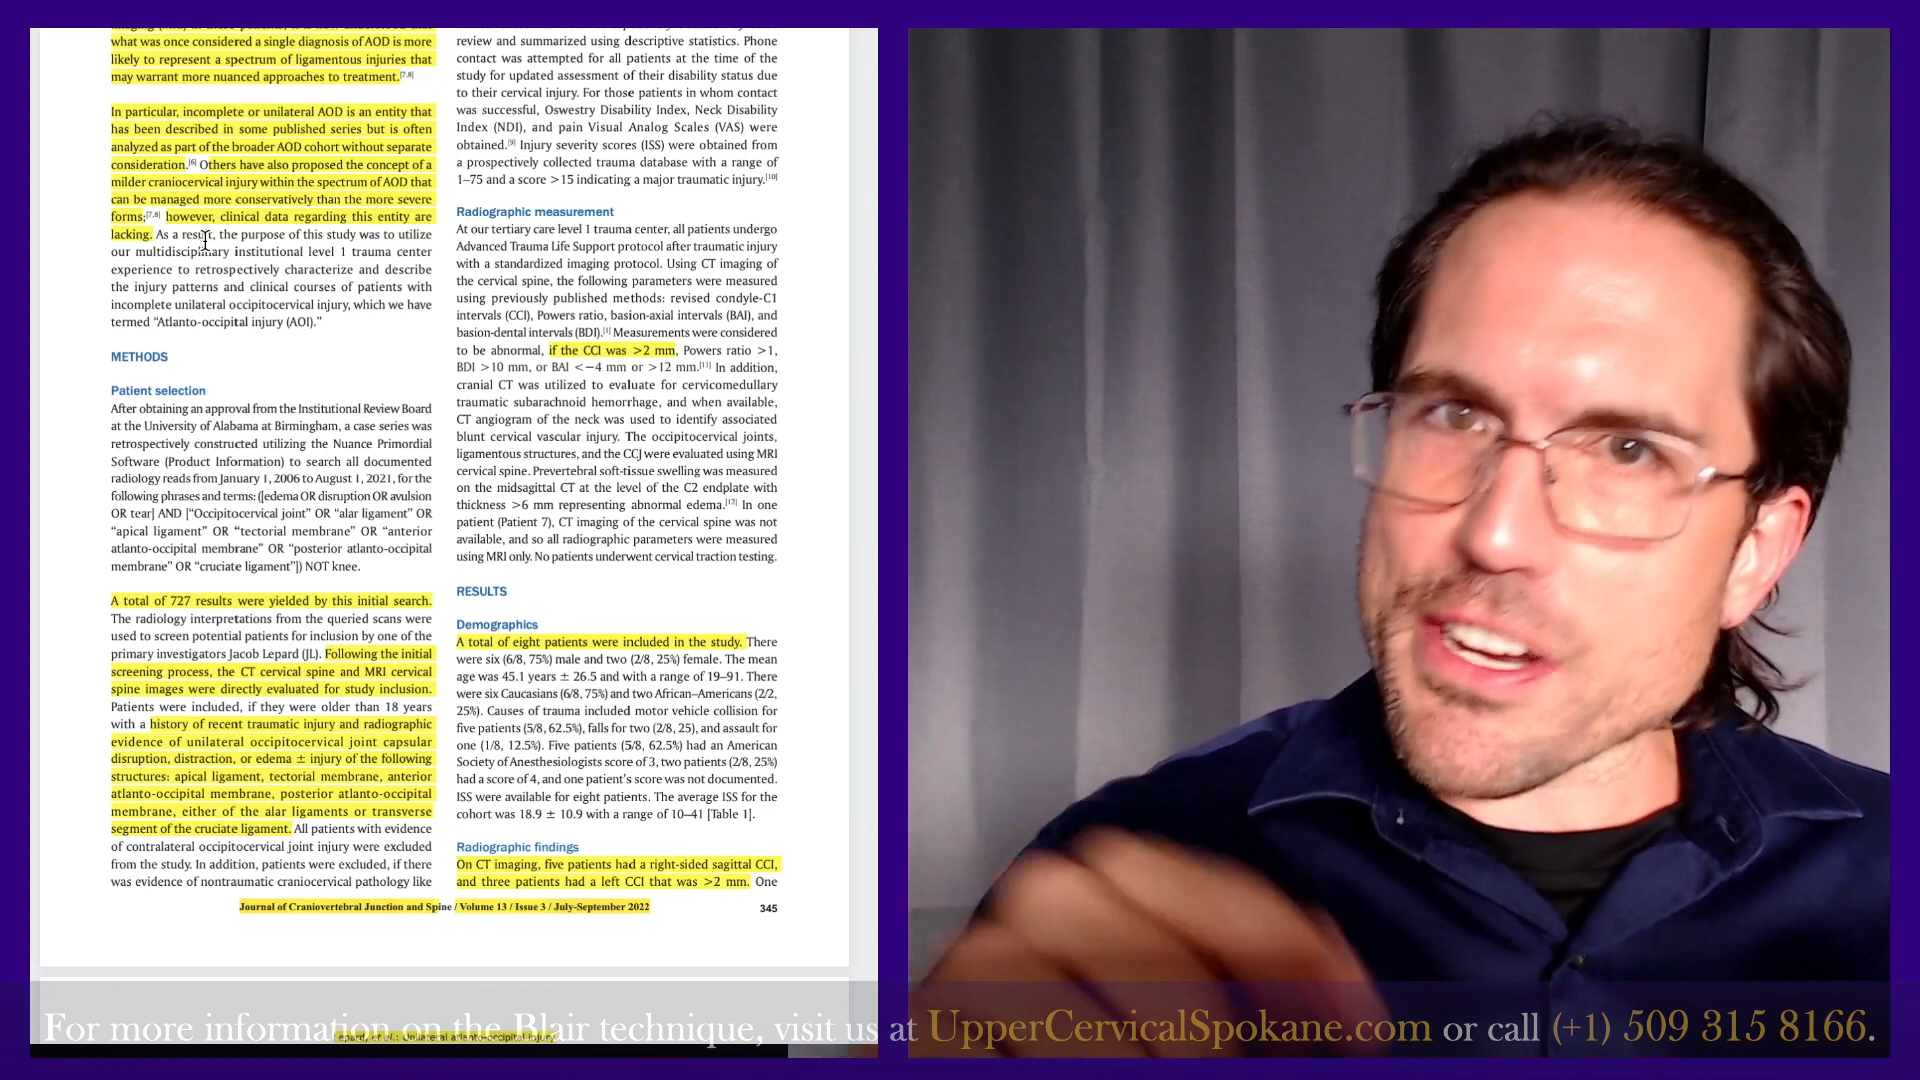 what was once considered a single diagnosis of AOD is more
likely to represent a spectrum of ligamentous injuries that
may warrant more nuanced approaches to treatment.[7,8]
In particular, incomplete or unilateral AOD is an entity that
has been described in some published series but is often
analyzed as part of the broader AOD cohort without separate
consideration.[6] Others have also proposed the concept of a
milder craniocervical injury within the spectrum of AOD that
can be managed more conservatively than the more severe
forms;[7,8] however, clinical data regarding this entity are
lacking. As a result, the purpose of this study was to utilize
our multidisciplinary institutional level 1 trauma center
experience to retrospectively characterize and describe
the injury patterns and clinical courses of patients with
incomplete unilateral occipitocervical injury, which we have
termed “Atlanto-occipital injury (AOI).”
METHODS
Patient selection
After obtaining an approval from the Institutional Review Board
at the University of Alabama at Birmingham, a case series was
retrospectively constructed utilizing the Nuance Primordial
Software (Product Information) to search all documented
radiology reads from January 1, 2006 to August 1, 2021, for the
following phrases and terms: ([edema OR disruption OR avulsion
OR tear] AND [“Occipitocervical joint” OR “alar ligament” OR
“apical ligament” OR “tectorial membrane” OR “anterior
atlanto-occipital membrane” OR “posterior atlanto-occipital
membrane” OR “cruciate ligament”]) NOT knee.
A total of 727 results were yielded by this initial search.
The radiology interpretations from the queried scans were
used to screen potential patients for inclusion by one of the
primary investigators Jacob Lepard (JL). Following the initial
screening process, the CT cervical spine and MRI cervical
spine images were directly evaluated for study inclusion.
Patients were included, if they were older than 18 years
with a history of recent traumatic injury and radiographic
evidence of unilateral occipitocervical joint capsular
disruption, distraction, or edema ± injury of the following
structures: apical ligament, tectorial membrane, anterior
atlanto-occipital membrane, posterior atlanto-occipital
membrane, either of the alar ligaments or transverse
segment of the cruciate ligament. All patients with evidence
of contralateral occipitocervical joint injury were excluded
from the study. In addition, patients were excluded, if there
was evidence of nontraumatic craniocervical pathology like
review and summarized using descriptive statistics. Phone
contact was attempted for all patients at the time of the
study for updated assessment of their disability status due
to their cervical injury. For those patients in whom contact
was successful, Oswestry Disability Index, Neck Disability
Index (NDI), and pain Visual Analog Scales (VAS) were
obtained.[9] Injury severity scores (ISS) were obtained from
a prospectively collected trauma database with a range of
1–75 and a score >15 indicating a major traumatic injury.[10]
Radiographic measurement
At our tertiary care level 1 trauma center, all patients undergo
Advanced Trauma Life Support protocol after traumatic injury
with a standardized imaging protocol. Using CT imaging of
the cervical spine, the following parameters were measured
using previously published methods: revised condyle-C1
intervals (CCI), Powers ratio, basion-axial intervals (BAI), and
basion-dental intervals (BDI).[1] Measurements were considered
to be abnormal, if the CCI was >2 mm, Powers ratio >1,
BDI >10 mm, or BAI <−4 mm or >12 mm.[11] In addition,
cranial CT was utilized to evaluate for cervicomedullary
traumatic subarachnoid hemorrhage, and when available,
CT angiogram of the neck was used to identify associated
blunt cervical vascular injury. The occipitocervical joints,
ligamentous structures, and the CCJ were evaluated using MRI
cervical spine. Prevertebral soft-tissue swelling was measured
on the midsagittal CT at the level of the C2 endplate with
thickness >6 mm representing abnormal edema.[12] In one
patient (Patient 7), CT imaging of the cervical spine was not
available, and so all radiographic parameters were measured
using MRI only. No patients underwent cervical traction testing.
RESULTS
Demographics
A total of eight patients were included in the study. There
were six (6/8, 75%) male and two (2/8, 25%) female. The mean
age was 45.1 years ± 26.5 and with a range of 19–91. There
were six Caucasians (6/8, 75%) and two African–Americans (2/2,
25%). Causes of trauma included motor vehicle collision for
five patients (5/8, 62.5%), falls for two (2/8, 25), and assault for
one (1/8, 12.5%). Five patients (5/8, 62.5%) had an American
Society of Anesthesiologists score of 3, two patients (2/8, 25%)
had a score of 4, and one patient’s score was not documented.
ISS were available for eight patients. The average ISS for the
cohort was 18.9 ± 10.9 with a range of 10–41 [Table 1].
Radiographic findings
On CT imaging, five patients had a right-sided sagittal CCI,
and three patients had a left CCI that was >2 mm. One
Journal of Craniovertebral Junction and Spine / Volume 13 / Issue 3 / July-September 2022
345
Lepard, et al.: Unilateral atlanto-occipital injury
For more information on the Blair technique, visit us at UpperCervicalSpokane.com or call (+1) 509 315 8166.